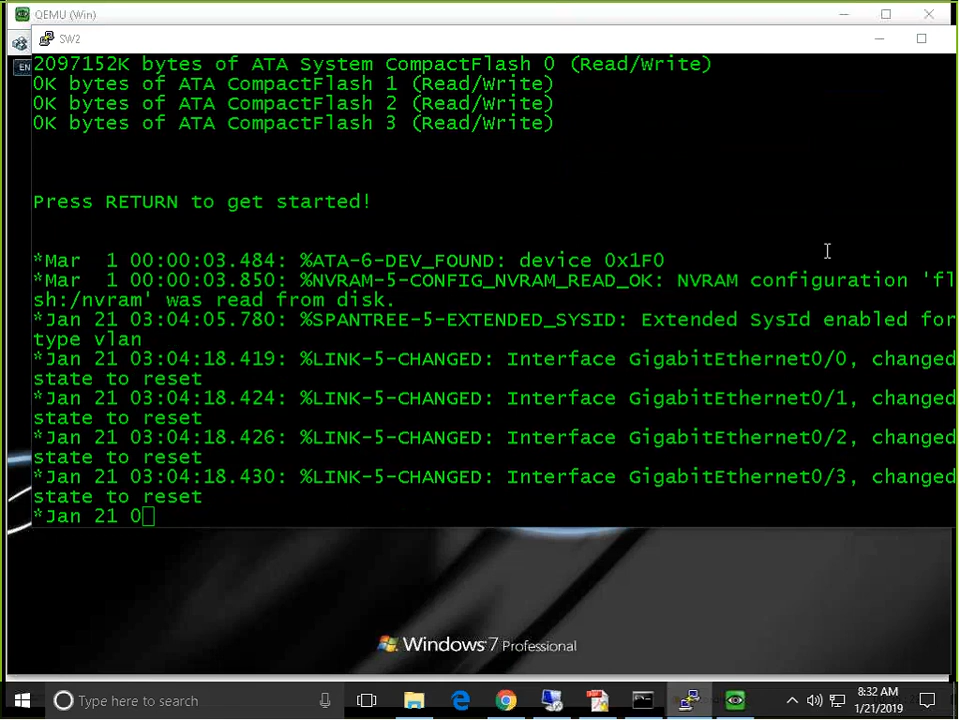 QEMU (Win)
SW2
EN
2097152K bytes of ATA System CompactFlash 0 (Read/Write)
0K bytes of ATA CompactFlash 1 (Read/Write)
0K bytes of ATA CompactFlash 2 (Read/Write)
0K bytes of ATA CompactFlash 3 (Read/Write)
Press RETURN to get started!
*Mar  1 00:00:03.484: %ATA-6-DEV_FOUND: device 0x1F0
*Mar  1 00:00:03.850: %NVRAM-5-CONFIG_NVRAM_READ_OK: NVRAM configuration 'fl
sh:/nvram' was read from disk.
*Jan 21 03:04:05.780: %SPANTREE-5-EXTENDED_SYSID: Extended SysId enabled for
type vlan
*Jan 21 03:04:18.419: %LINK-5-CHANGED: Interface GigabitEthernet0/0, changed
state to reset
*Jan 21 03:04:18.424: %LINK-5-CHANGED: Interface GigabitEthernet0/1, changed
state to reset
*Jan 21 03:04:18.426: %LINK-5-CHANGED: Interface GigabitEthernet0/2, changed
state to reset
*Jan 21 03:04:18.430: %LINK-5-CHANGED: Interface GigabitEthernet0/3, changed
state to reset
*Jan 21 0
Windows 7 Professional
Type here to search
8:32 AM
1/21/2019